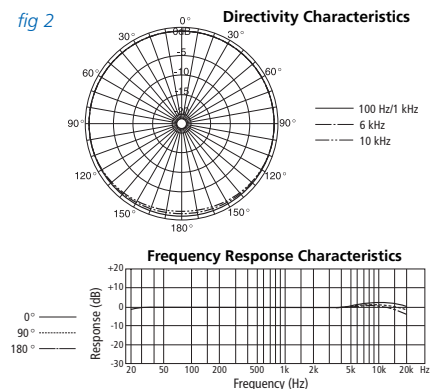 fig 2
Directivity Characteristics
0°
0dB
30°
30°
-5
60°
60°
-10
-15
90°
90°
120°
120°
150°
150°
180°
100 Hz/1 kHz
6 kHz
10 kHz
Frequency Response Characteristics
+20
+10
0
-10
-20
-30
Response (dB)
0°
90°
180°
20 50 100 200 500 1k 2k 5k 10k 20k Hz
Frequency (Hz)